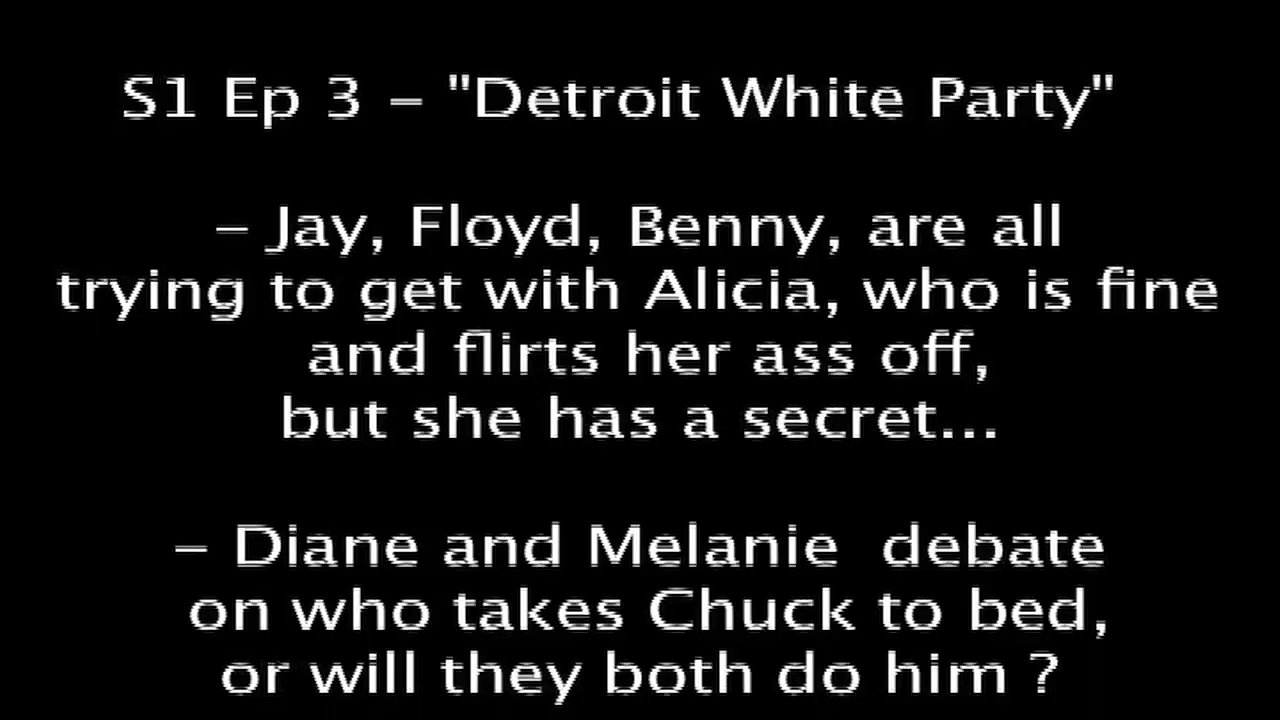 S1 Ep 3 – "Detroit White Party"
– Jay, Floyd, Benny, are all
trying to get with Alicia, who is fine
and flirts her ass off,
but she has a secret...
– Diane and Melanie  debate
on who takes Chuck to bed,
or will they both do him ?